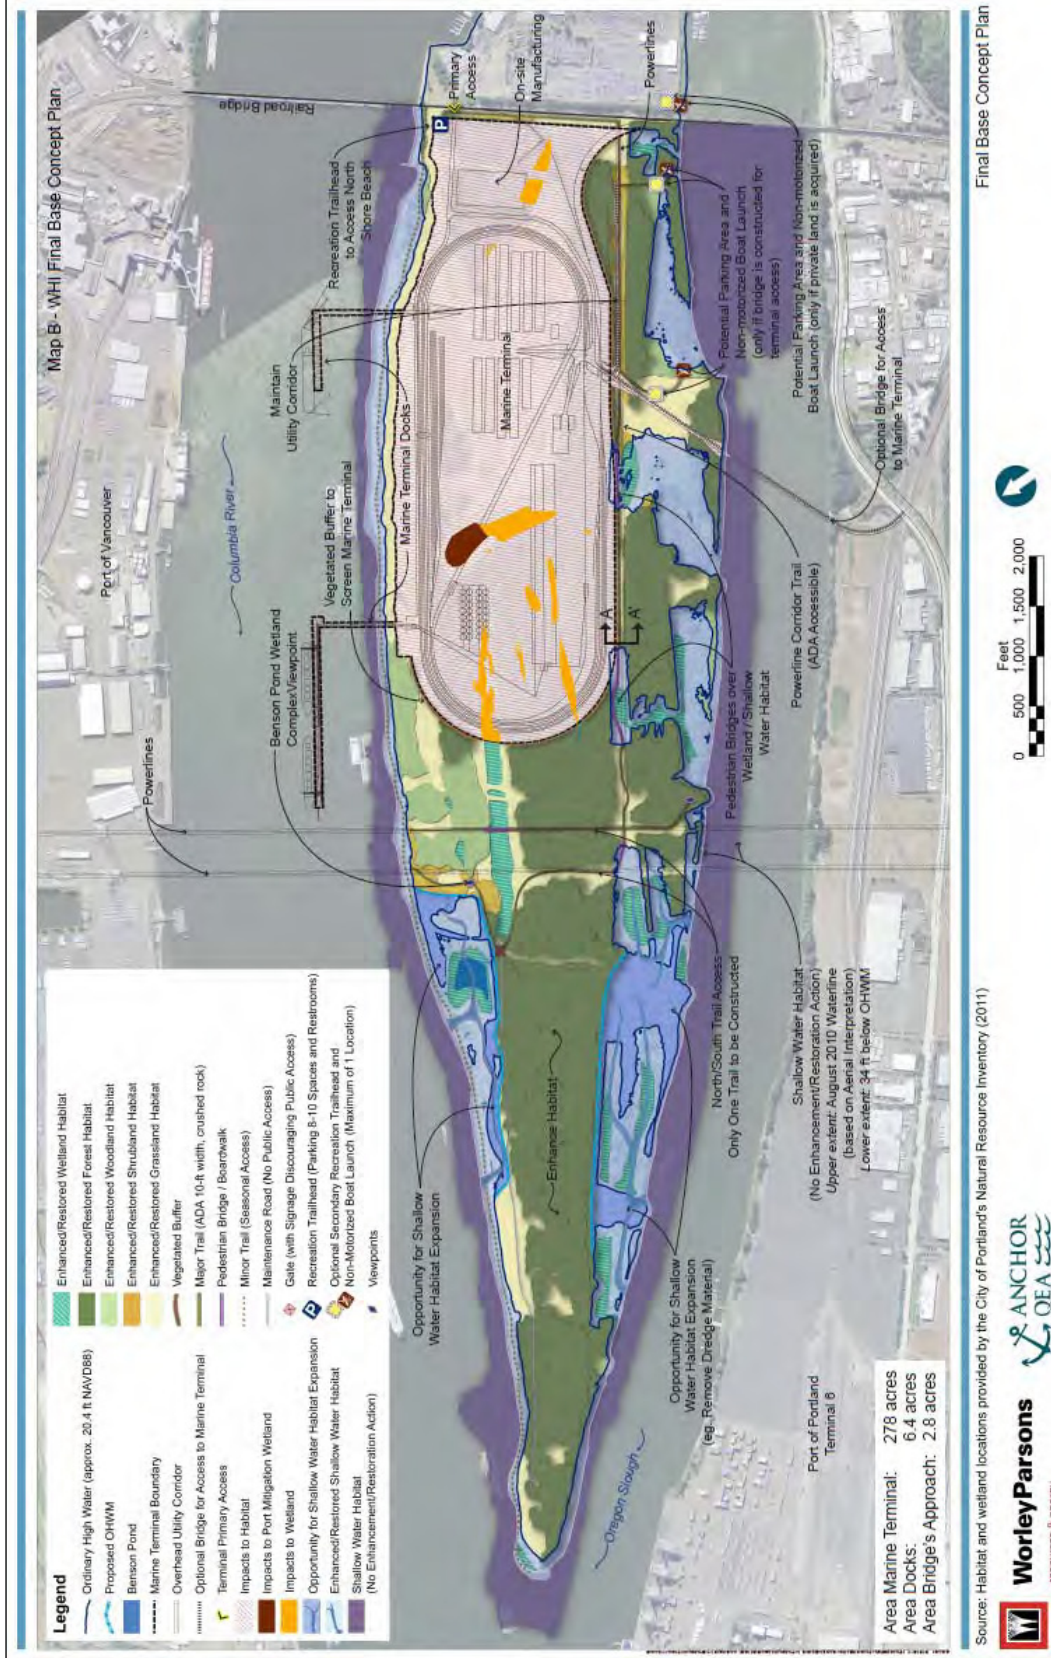 Map B - WHI Final Base Concept Plan
Legend
Ordinary High Water (approx. 20.4 ft NAVD88)
Proposed OHWM
Benson Pond
Marine Terminal Boundary
Overhead Utility Corridor
Optional Bridge for Access to Marine Terminal
Terminal Primary Access
Impacts to Habitat
Impacts to Port Mitigation Wetland
Impacts to Wetland
Opportunity for Shallow Water Habitat Expansion
Enhanced/Restored Shallow Water Habitat
Shallow Water Habitat
(No Enhancement/Restoration Action)
Enhanced/Restored Wetland Habitat
Enhanced/Restored Forest Habitat
Enhanced/Restored Woodland Habitat
Enhanced/Restored Shrubland Habitat
Enhanced/Restored Grassland Habitat
Vegetated Buffer
Major Trail (ADA 10-ft width, crushed rock)
Pedestrian Bridge / Boardwalk
Minor Trail (Seasonal Access)
Maintenance Road (No Public Access)
Gate (with Signage Discouraging Public Access)
Recreation Trailhead (Parking 8-10 Spaces and Restrooms)
Optional Secondary Recreation Trailhead and
Non-Motorized Boat Launch (Maximum of 1 Location)
Viewpoints
Powerlines
Port of Vancouver
Columbia River
Railroad Bridge
Benson Pond Wetland
Complex Viewpoint
Vegetated Buffer to
Screen Marine Terminal
Marine Terminal Docks
Maintain
Utility Corridor
Recreation Trailhead
to Access North
Shore Beach
P
Primary
Access
On-site
Manufacturing
Powerlines
Marine Terminal
A
A'
Opportunity for Shallow
Water Habitat Expansion
Enhance Habitat
Opportunity for Shallow
Water Habitat Expansion
(eg. Remove Dredge Material)
Oregon Slough
North/South Trail Access
Only One Trail to be Constructed
Shallow Water Habitat
(No Enhancement/Restoration Action)
Upper extent: August 2010 Waterline
(based on Aerial Interpretation)
Lower extent: 34 ft below OHWM
Pedestrian Bridges over
Wetland / Shallow
Water Habitat
Powerline Corridor Trail
(ADA Accessible)
Optional Bridge for Access
to Marine Terminal
Potential Parking Area and
Non-motorized Boat Launch
(only if bridge is constructed for
terminal access)
Potential Parking Area and Non-motorized
Boat Launch (only if private land is acquired)
Port of Portland
Terminal 6
Area Marine Terminal: 278 acres
Area Docks: 6.4 acres
Area Bridge's Approach: 2.8 acres
Source: Habitat and wetland locations provided by the City of Portland's Natural Resource Inventory (2011)
Final Base Concept Plan
WorleyParsons
ANCHOR
QEA
Feet
0 500 1,000 1,500 2,000